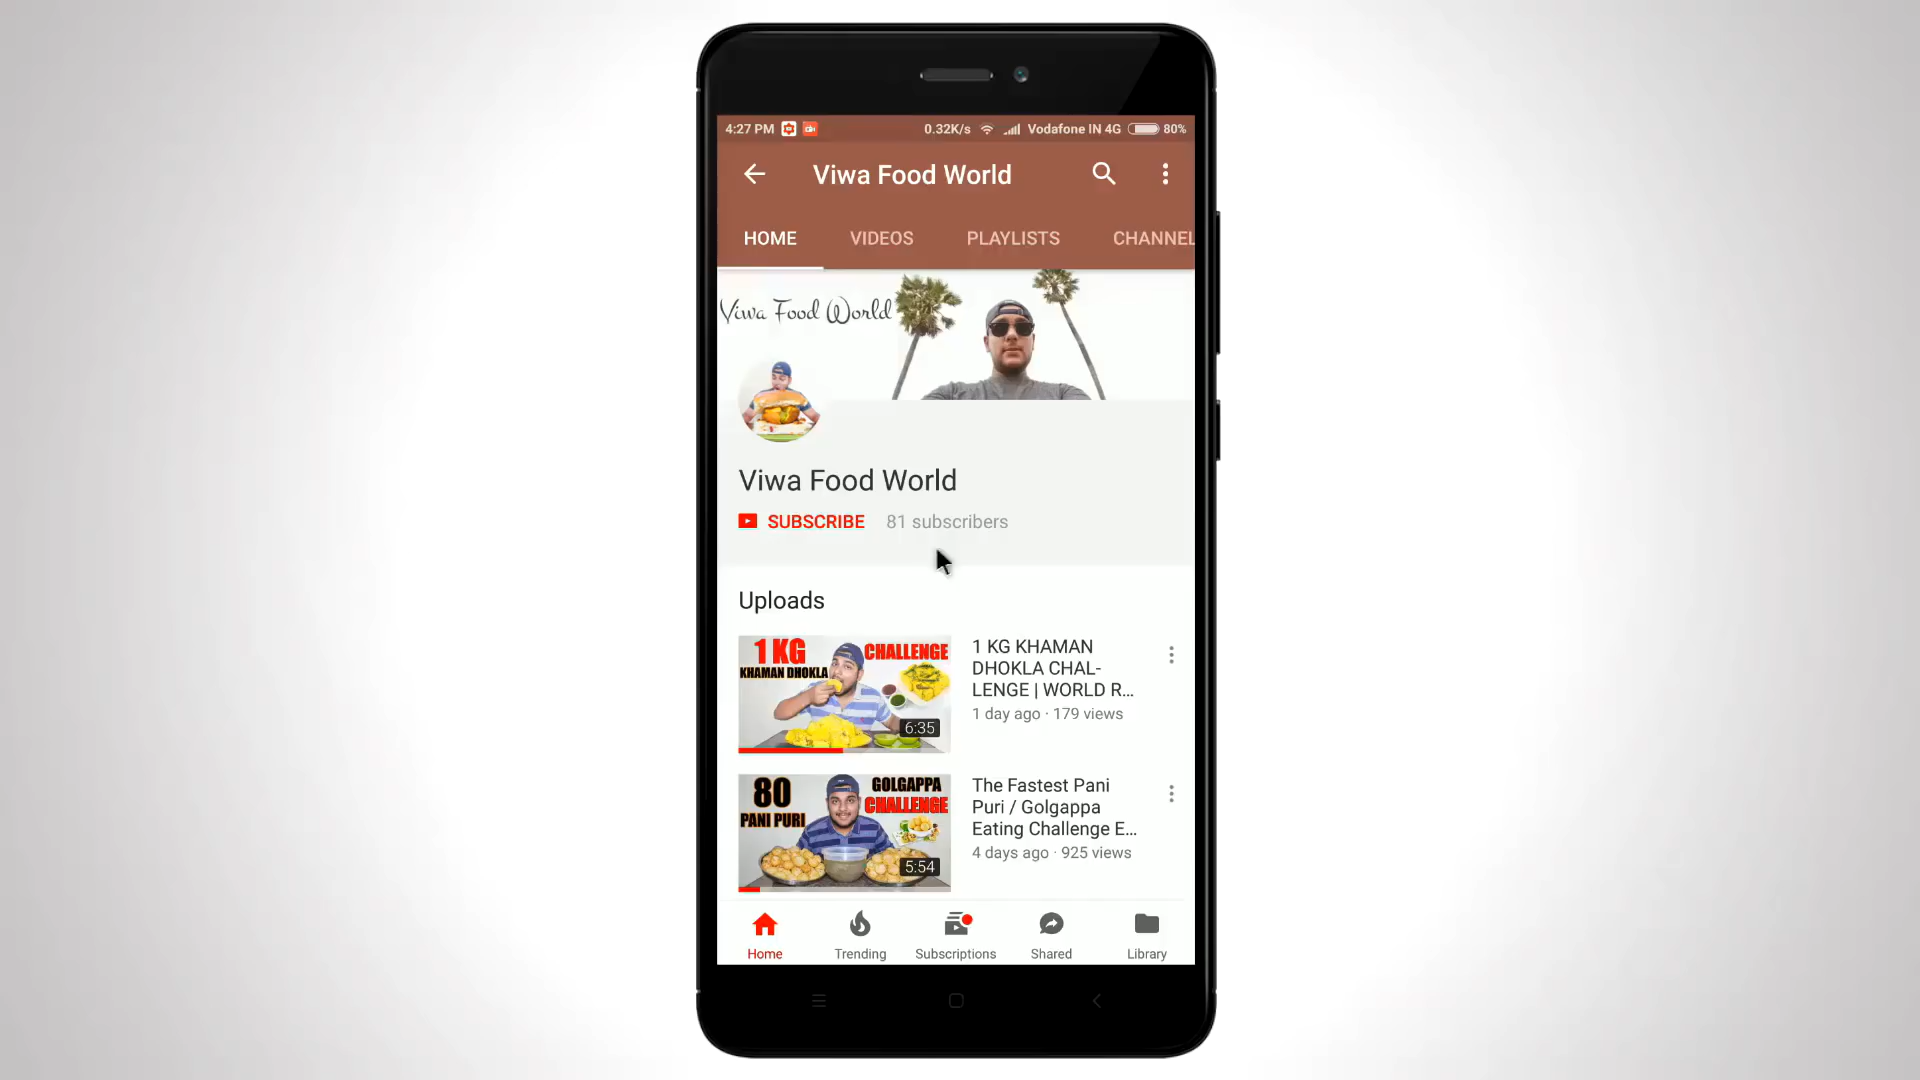 4:27 PM 0.32K/s Vodafone IN 4G 80%
Viwa Food World
HOME VIDEOS PLAYLISTS CHANNEL
Viwa Food World
Viwa Food World
SUBSCRIBE 81 subscribers
Uploads
1 KG
KHAMAN DHOKLA
CHALLENGE
6:35
1 KG KHAMAN
DHOKLA CHAL-
LENGE | WORLD R...
1 day ago · 179 views
80
PANI PURI
GOLGAPPA
CHALLENGE
5:54
The Fastest Pani
Puri / Golgappa
Eating Challenge E...
4 days ago · 925 views
Home Trending Subscriptions Shared Library